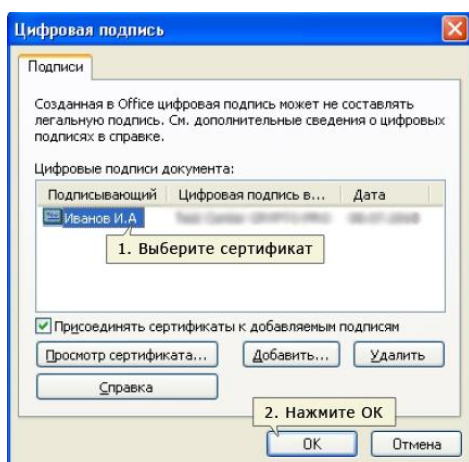 Цифровая подпись
Подписи
Созданная в Office цифровая подпись может не составлять
легальную подпись. См. дополнительные сведения о цифровых
подписях в справке.
Цифровые подписи документа:
Подписывающий Цифровая подпись в... Дата
Иванов И.А
1. Выберите сертификат
Присоединять сертификаты к добавляемым подписям
Просмотр сертификата... Добавить... Удалить
Справка
2. Нажмите ОК
ОК Отмена